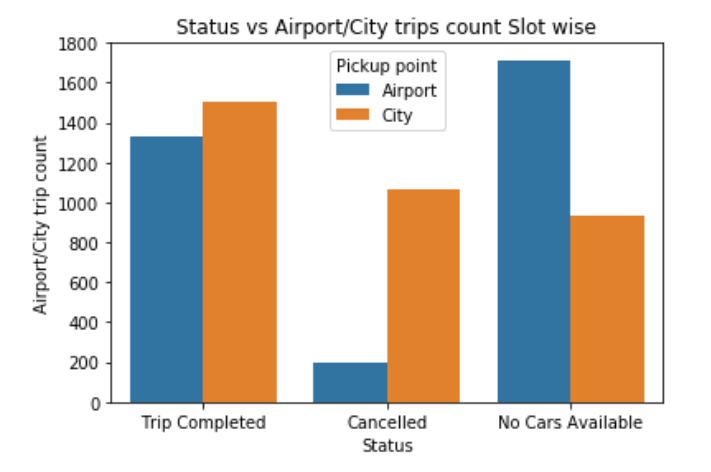 Status vs Airport/City trips count Slot wise
Airport/City trip count
1800
1600
1400
1200
1000
800
600
400
200
0
Pickup point
Airport
City
Trip Completed
Cancelled
No Cars Available
Status